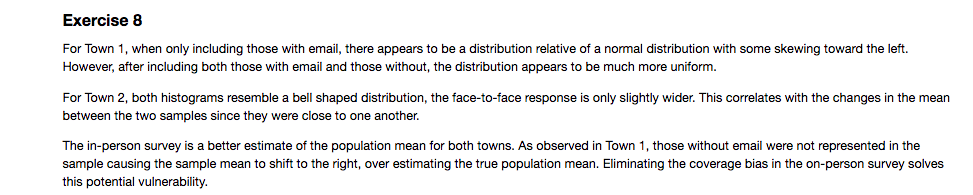 Exercise 8
For Town 1, when only including those with email, there appears to be a distribution relative of a normal distribution with some skewing toward the left.
However, after including both those with email and those without, the distribution appears to be much more uniform.
For Town 2, both histograms resemble a bell shaped distribution, the face-to-face response is only slightly wider. This correlates with the changes in the mean
between the two samples since they were close to one another.
The in-person survey is a better estimate of the population mean for both towns. As observed in Town 1, those without email were not represented in the
sample causing the sample mean to shift to the right, over estimating the true population mean. Eliminating the coverage bias in the on-person survey solves
this potential vulnerability.